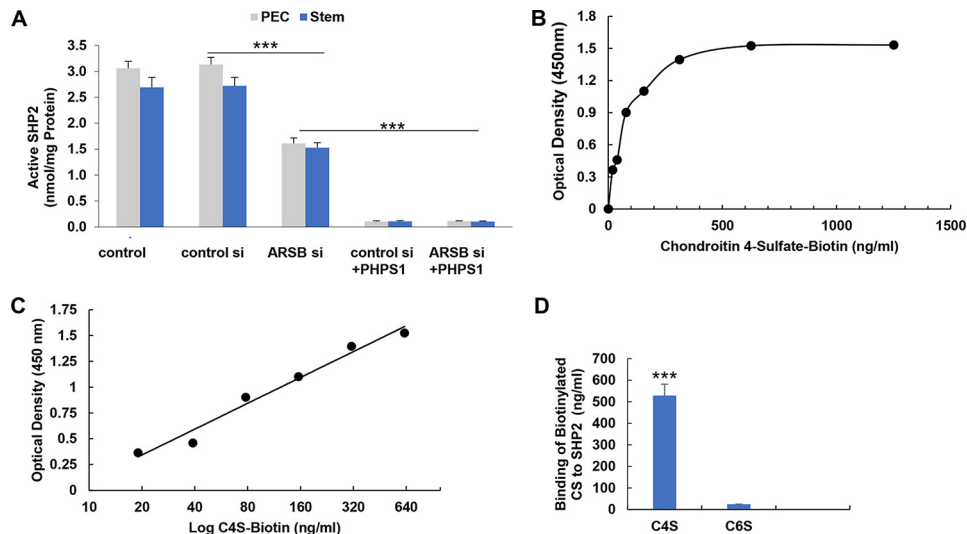 A
PEC Stem
Active SHP2
(nmol/mg Protein)
3.5
3.0
2.5
2.0
1.5
1.0
0.5
0.0
***
***
control
control si
ARSB si
control si
+PHPS1
ARSB si
+PHPS1
B
Optical Density (450nm)
1.8
1.5
1.2
0.9
0.6
0.3
0
0 500 1000 1500
Chondroitin 4-Sulfate-Biotin (ng/ml)
C
Optical Density (450 nm)
1.75
1.5
1.25
1
0.75
0.5
0.25
0
10 20 40 80 160 320 640
Log C4S-Biotin (ng/ml)
D
Binding of Biotinylated
CS to SHP2 (ng/ml)
700
600
500
400
300
200
100
0
***
C4S C6S